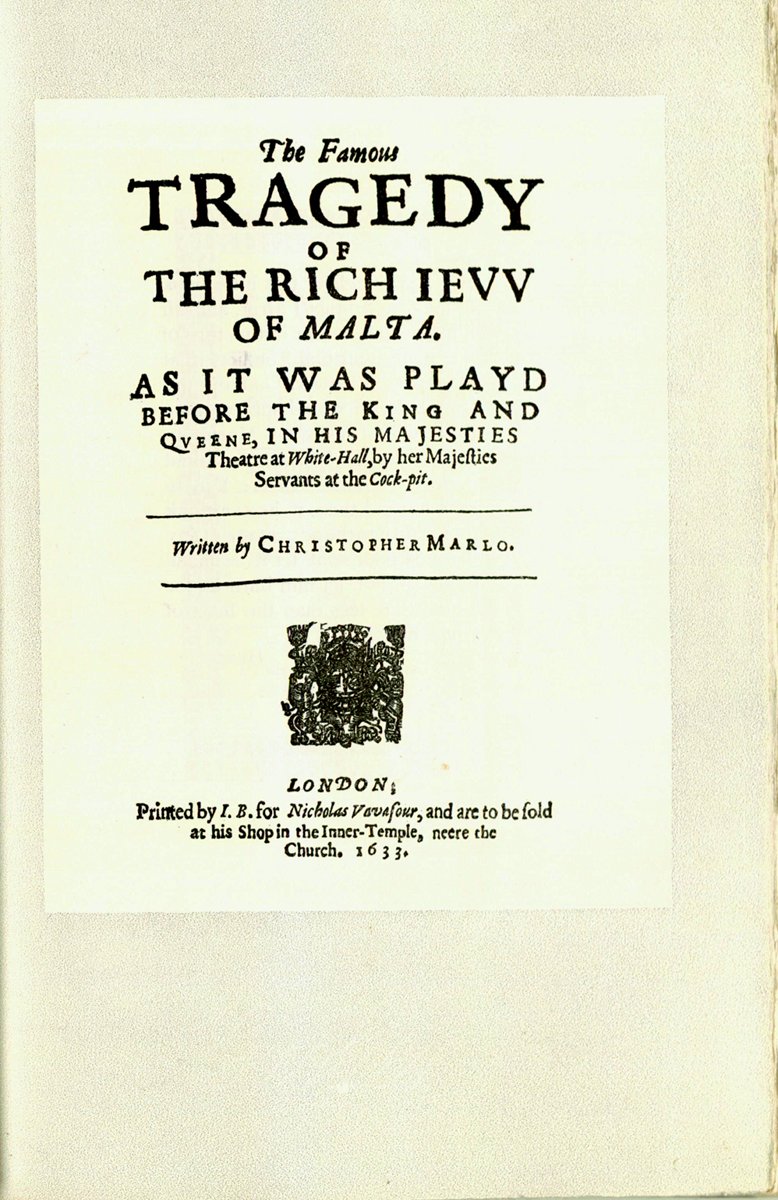 The Famous
TRAGEDY
OF
THE RICH IEVV
OF MALTA.
AS IT WAS PLAYD
BEFORE THE KING AND
QVEENE, IN HIS MAJESTIES
Theatre at White-Hall, by her Majeſties
Servants at the Cock-pit.
Written by CHRISTOPHER MARLO.
LONDON;
Printed by I. B. for Nicholas Vavaſour, and are to be ſold
at his Shop in the Inner-Temple, neere the
Church. 1633.